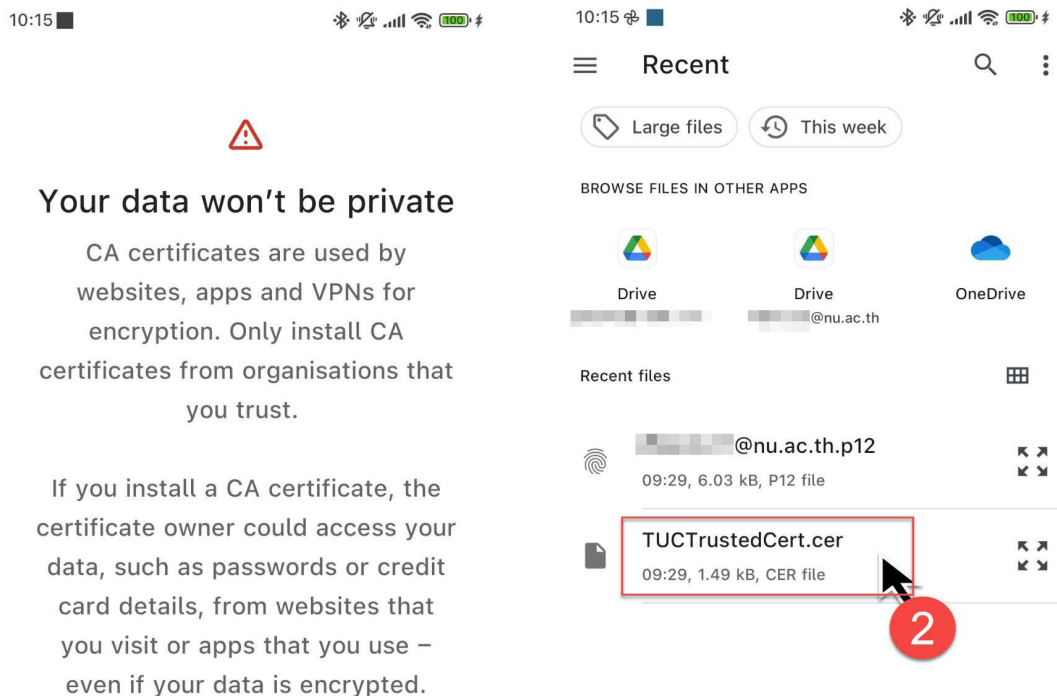 10:15
100
Your data won't be private
CA certificates are used by
websites, apps and VPNs for
encryption. Only install CA
certificates from organisations that
you trust.
If you install a CA certificate, the
certificate owner could access your
data, such as passwords or credit
card details, from websites that
you visit or apps that you use –
even if your data is encrypted.
10:15
100
Recent
Large files
This week
BROWSE FILES IN OTHER APPS
Drive
Drive
OneDrive
@nu.ac.th
Recent files
@nu.ac.th.p12
09:29, 6.03 kB, P12 file
TUCTrustedCert.cer
09:29, 1.49 kB, CER file
2